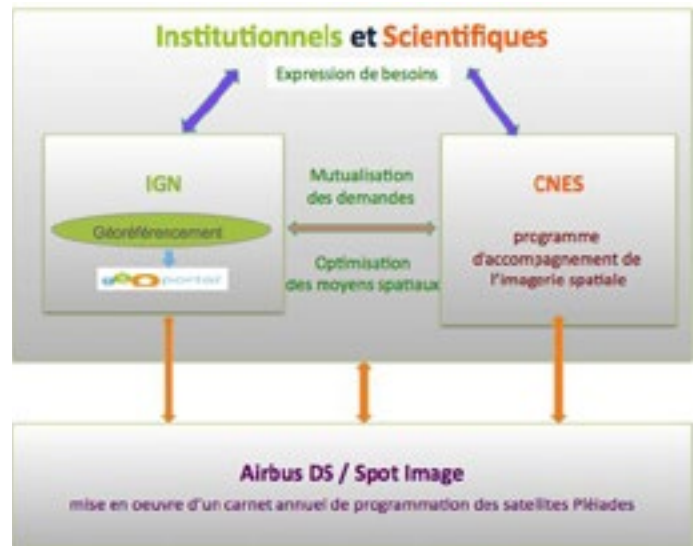 Institutionnels et Scientifiques
Expression de besoins
IGN
Géoréférencement
portail
Mutualisation
des demandes
Optimisation
des moyens spatiaux
CNES
programme
d'accompagnement de
l'imagerie spatiale
Airbus DS / Spot Image
mise en oeuvre d'un carnet annuel de programmation des satellites Pléiades